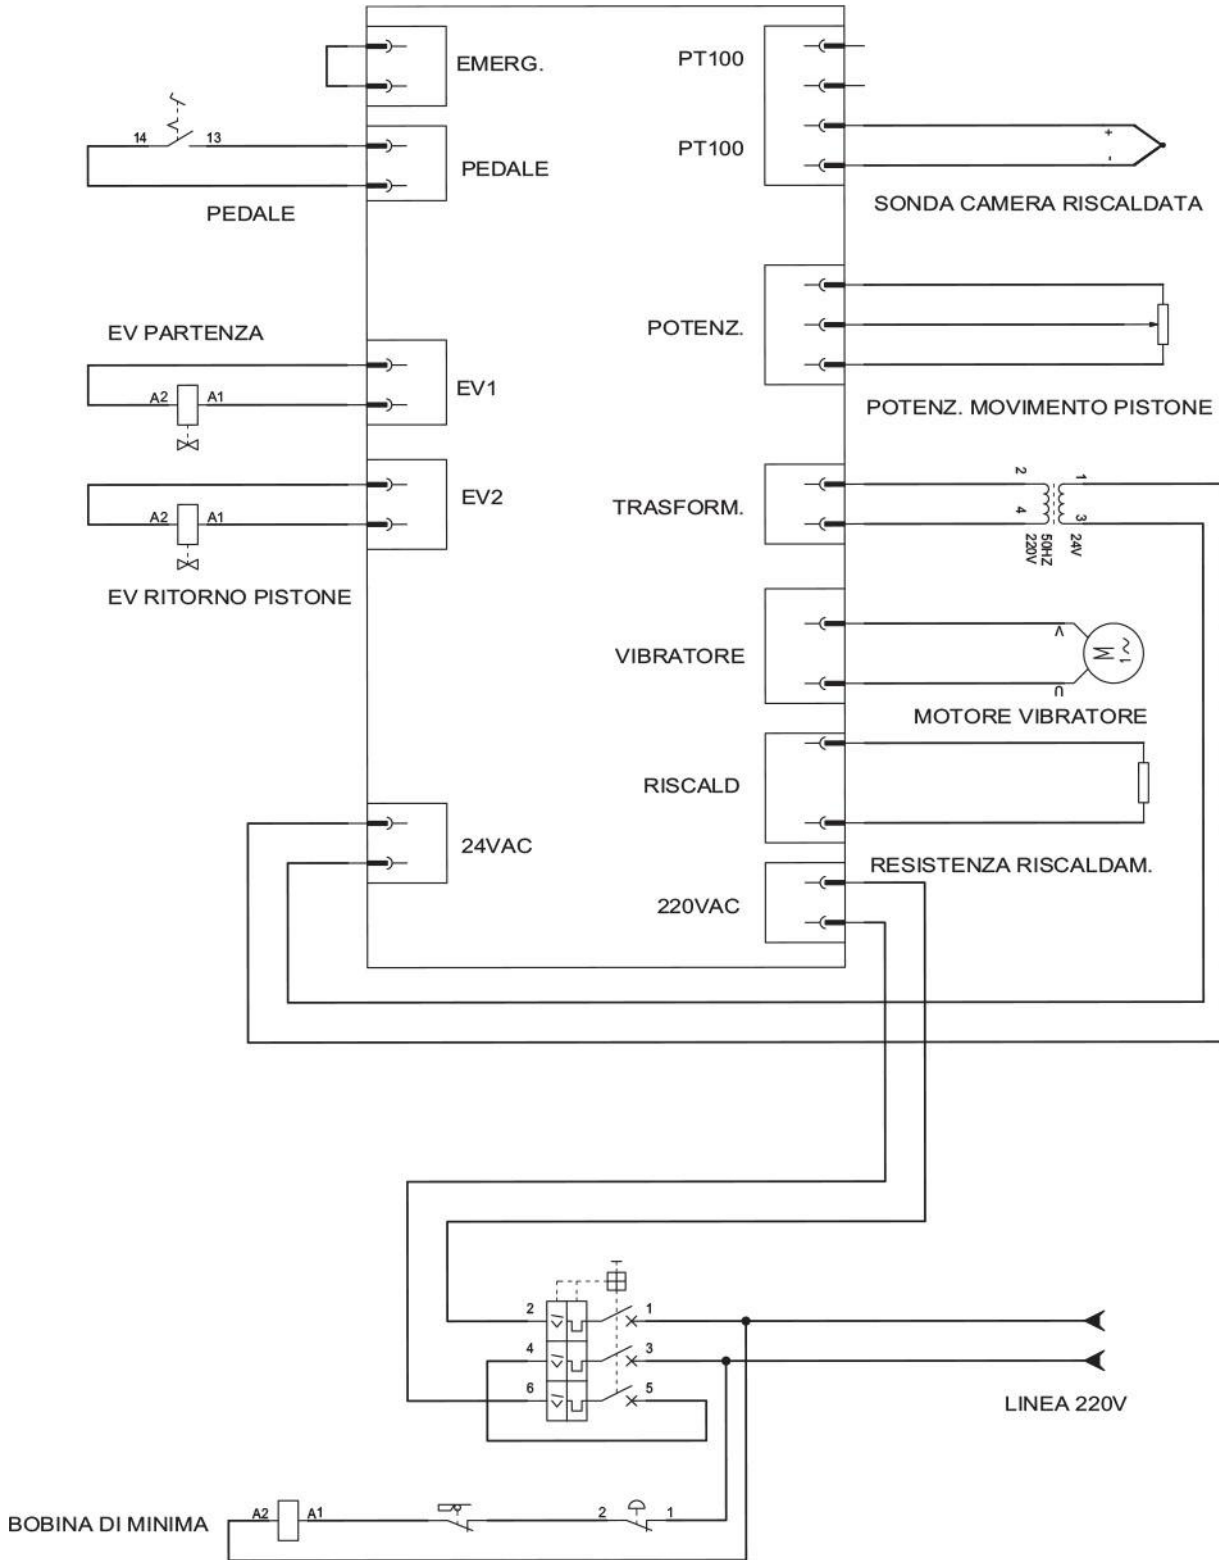 EMERG.
PT100
14
13
PEDALE
PEDALE
PT100
+
-
SONDA CAMERA RISCALDATA
EV PARTENZA
A2
A1
EV1
POTENZ.
POTENZ. MOVIMENTO PISTONE
EV2
A2
A1
EV RITORNO PISTONE
TRASFORM.
2
1
4
3
220V
50HZ
24V
VIBRATORE
V
U
M
1~
MOTORE VIBRATORE
RISCALD
RESISTENZA RISCALDAM.
24VAC
220VAC
2
1
4
3
6
5
LINEA 220V
BOBINA DI MINIMA
A2
A1
2
1